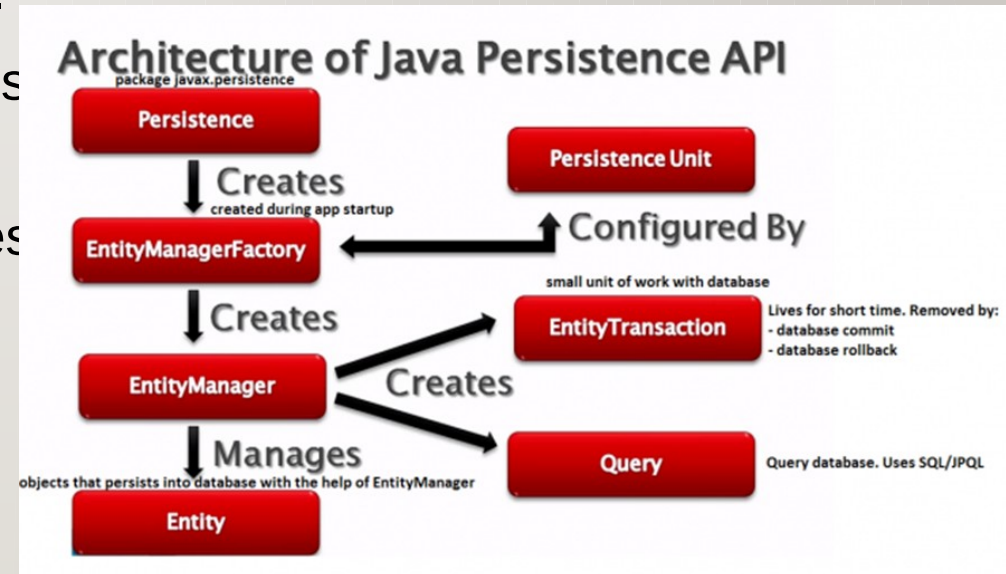 Architecture of Java Persistence API
package javax.persistence
Persistence
Creates
created during app startup
EntityManagerFactory
Persistence Unit
Configured By
Creates
small unit of work with database
EntityTransaction
Lives for short time. Removed by:
- database commit
- database rollback
EntityManager
Creates
Manages
objects that persists into database with the help of EntityManager
Entity
Query
Query database. Uses SQL/JPQL